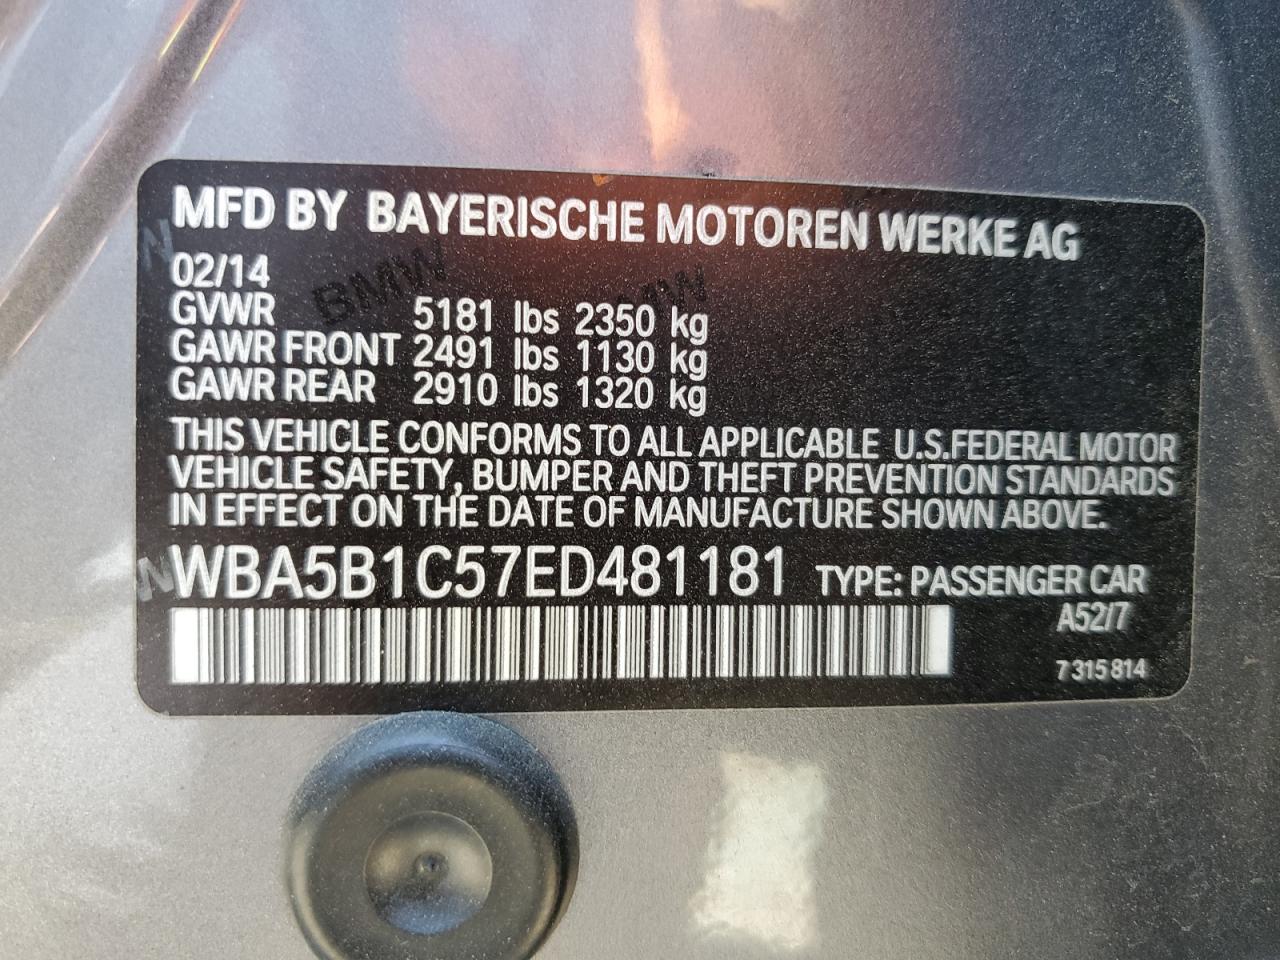 MFD BY BAYERISCHE MOTOREN WERKE AG
02/14
GVWR 5181 lbs 2350 kg
GAWR FRONT 2491 lbs 1130 kg
GAWR REAR 2910 lbs 1320 kg
THIS VEHICLE CONFORMS TO ALL APPLICABLE U.S.FEDERAL MOTOR
VEHICLE SAFETY, BUMPER AND THEFT PREVENTION STANDARDS
IN EFFECT ON THE DATE OF MANUFACTURE SHOWN ABOVE.
WBA5B1C57ED481181 TYPE: PASSENGER CAR
A52/7
7 315 814
BMW